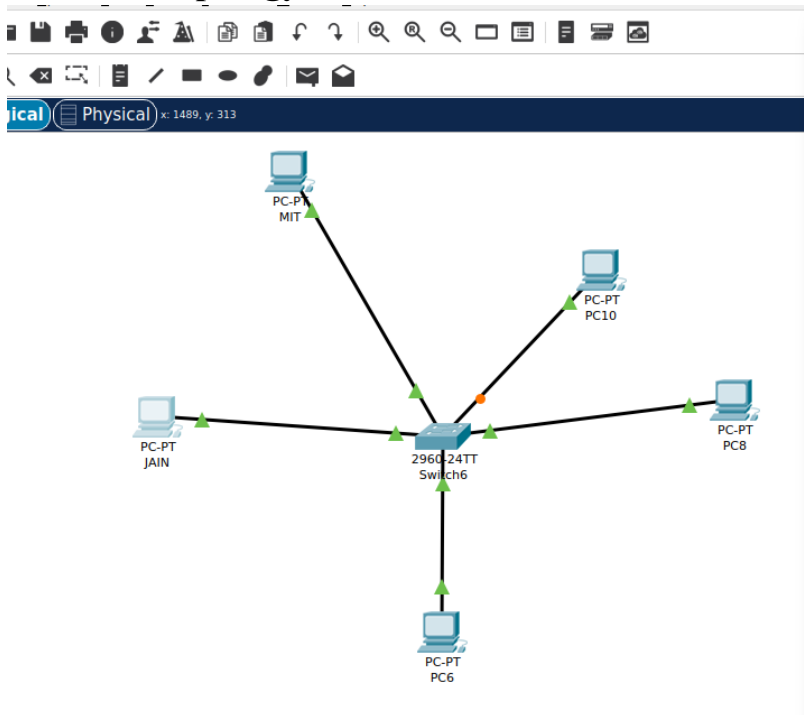 ical
Physical
x: 1489, y: 313
PC-PT
MIT
PC-PT
PC10
PC-PT
JAIN
2960-24TT
Switch6
PC-PT
PC8
PC-PT
PC6